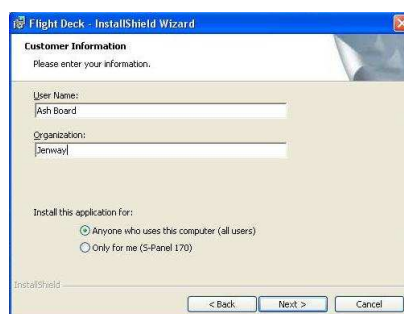 Flight Deck - InstallShield Wizard
Customer Information
Please enter your information.
User Name:
Ash Board
Organization:
Jenway
Install this application for:
Anyone who uses this computer (all users)
Only for me (S-Panel 170)
InstallShield
< Back Next > Cancel